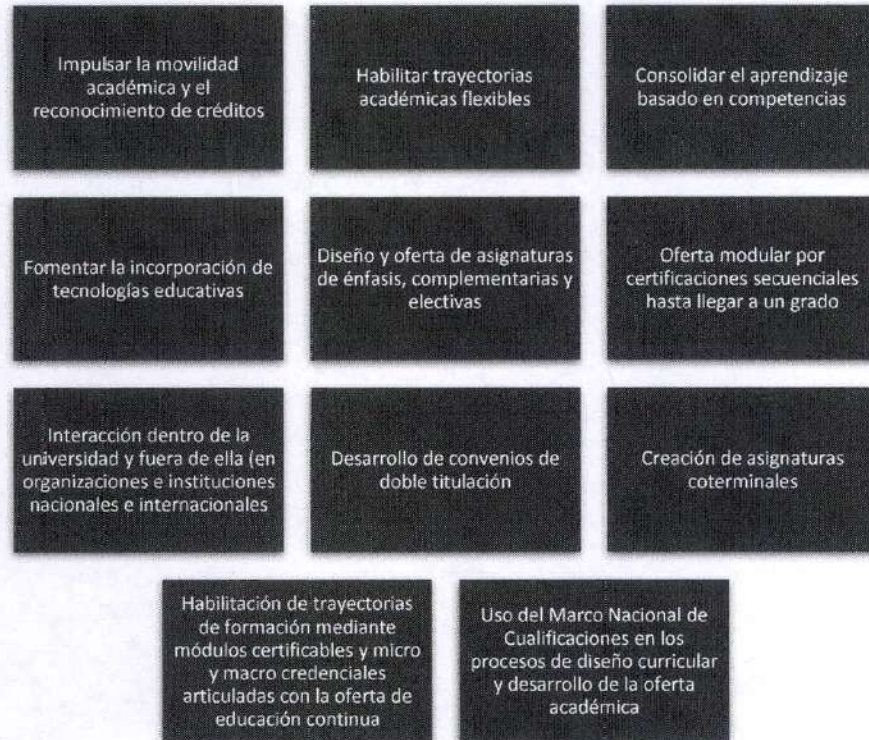 Impulsar la movilidad
académica y el
reconocimiento de créditos
Habilitar trayectorias
académicas flexibles
Consolidar el aprendizaje
basado en competencias
Fomentar la incorporación de
tecnologías educativas
Diseño y oferta de asignaturas
de énfasis, complementarias y
electivas
Oferta modular por
certificaciones secuenciales
hasta llegar a un grado
Interacción dentro de la
universidad y fuera de ella (en
organizaciones e instituciones
nacionales e internacionales
Desarrollo de convenios de
doble titulación
Creación de asignaturas
coterminales
Habilitación de trayectorias
de formación mediante
módulos certificables y micro
y macro credenciales
articuladas con la oferta de
educación continua
Uso del Marco Nacional de
Cualificaciones en los
procesos de diseño curricular
y desarrollo de la oferta
académica